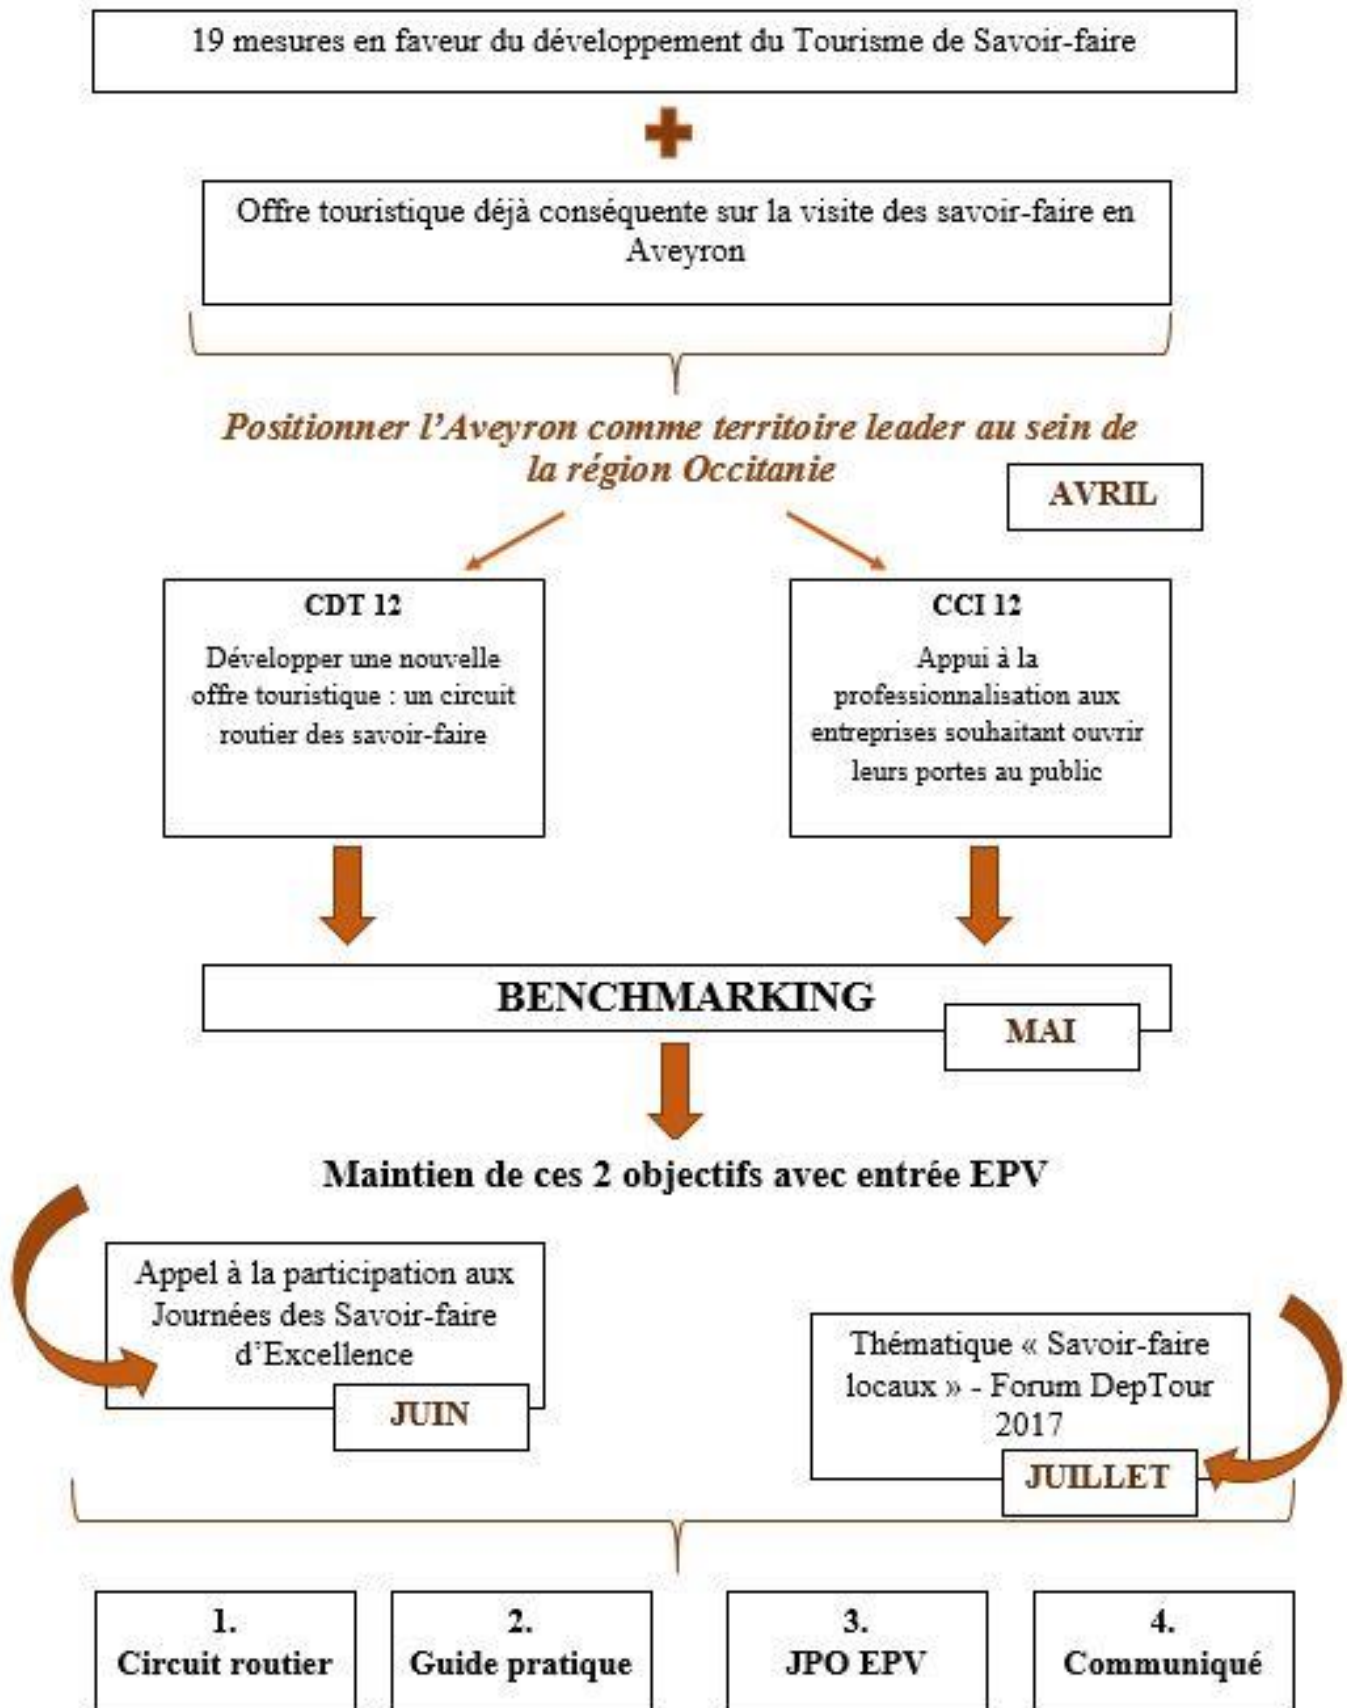 19 mesures en faveur du développement du Tourisme de Savoir-faire
Offre touristique déjà conséquente sur la visite des savoir-faire en
Aveyron
Positionner l’Aveyron comme territoire leader au sein de
la région Occitanie
AVRIL
CDT 12
Développer une nouvelle
offre touristique : un circuit
routier des savoir-faire
CCI 12
Appui à la
professionnalisation aux
entreprises souhaitant ouvrir
leurs portes au public
BENCHMARKING
MAI
Maintien de ces 2 objectifs avec entrée EPV
Appel à la participation aux
Journées des Savoir-faire
d’Excellence
JUIN
Thématique « Savoir-faire
locaux » - Forum DepTour
2017
JUILLET
1.
Circuit routier
2.
Guide pratique
3.
JPO EPV
4.
Communiqué